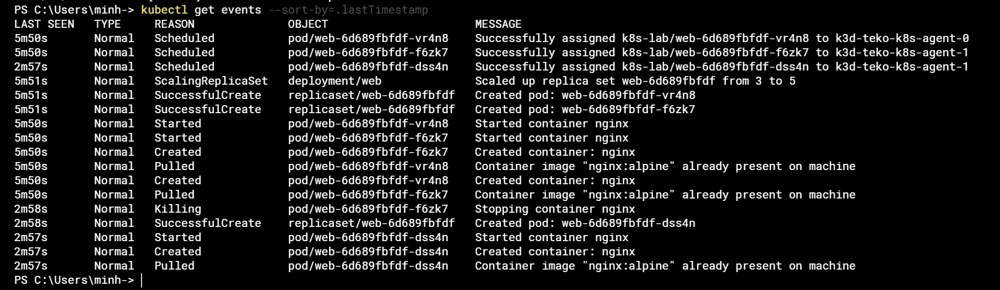 PS C:\Users\minh-> kubectl get events --sort-by=.lastTimestamp
LAST SEEN   TYPE     REASON              OBJECT                      MESSAGE
5m50s       Normal   Scheduled           pod/web-6d689fbfdf-vr4n8    Successfully assigned k8s-lab/web-6d689fbfdf-vr4n8 to k3d-teko-k8s-agent-0
5m50s       Normal   Scheduled           pod/web-6d689fbfdf-f6zk7    Successfully assigned k8s-lab/web-6d689fbfdf-f6zk7 to k3d-teko-k8s-agent-1
2m57s       Normal   Scheduled           pod/web-6d689fbfdf-dss4n    Successfully assigned k8s-lab/web-6d689fbfdf-dss4n to k3d-teko-k8s-agent-1
5m51s       Normal   ScalingReplicaSet   deployment/web              Scaled up replica set web-6d689fbfdf from 3 to 5
5m51s       Normal   SuccessfulCreate    replicaset/web-6d689fbfdf   Created pod: web-6d689fbfdf-vr4n8
5m51s       Normal   SuccessfulCreate    replicaset/web-6d689fbfdf   Created pod: web-6d689fbfdf-f6zk7
5m50s       Normal   Started             pod/web-6d689fbfdf-vr4n8    Started container nginx
5m50s       Normal   Started             pod/web-6d689fbfdf-f6zk7    Started container nginx
5m50s       Normal   Created             pod/web-6d689fbfdf-f6zk7    Created container: nginx
5m50s       Normal   Pulled              pod/web-6d689fbfdf-vr4n8    Container image "nginx:alpine" already present on machine
5m50s       Normal   Created             pod/web-6d689fbfdf-vr4n8    Created container: nginx
5m50s       Normal   Pulled              pod/web-6d689fbfdf-f6zk7    Container image "nginx:alpine" already present on machine
2m58s       Normal   Killing             pod/web-6d689fbfdf-f6zk7    Stopping container nginx
2m58s       Normal   SuccessfulCreate    replicaset/web-6d689fbfdf   Created pod: web-6d689fbfdf-dss4n
2m57s       Normal   Started             pod/web-6d689fbfdf-dss4n    Started container nginx
2m57s       Normal   Created             pod/web-6d689fbfdf-dss4n    Created container: nginx
2m57s       Normal   Pulled              pod/web-6d689fbfdf-dss4n    Container image "nginx:alpine" already present on machine
PS C:\Users\minh->